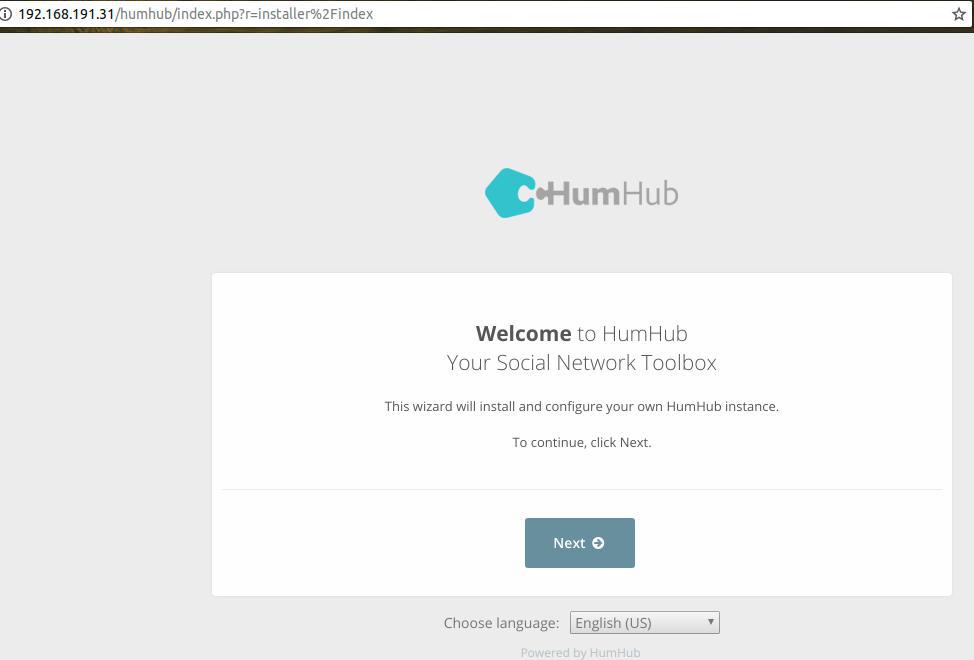 192.168.191.31/humhub/index.php?r=installer%2Findex
HumHub
Welcome to HumHub
Your Social Network Toolbox
This wizard will install and configure your own HumHub instance.
To continue, click Next.
Next
Choose language: English (US)
Powered by HumHub